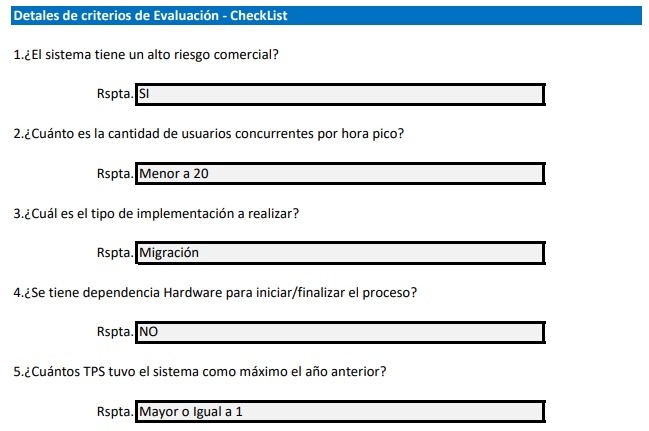 Detales de criterios de Evaluación - CheckList
1.¿El sistema tiene un alto riesgo comercial?
Rspta. SI
2.¿Cuánto es la cantidad de usuarios concurrentes por hora pico?
Rspta. Menor a 20
3.¿Cuál es el tipo de implementación a realizar?
Rspta. Migración
4.¿Se tiene dependencia Hardware para iniciar/finalizar el proceso?
Rspta. NO
5.¿Cuántos TPS tuvo el sistema como máximo el año anterior?
Rspta. Mayor o Igual a 1